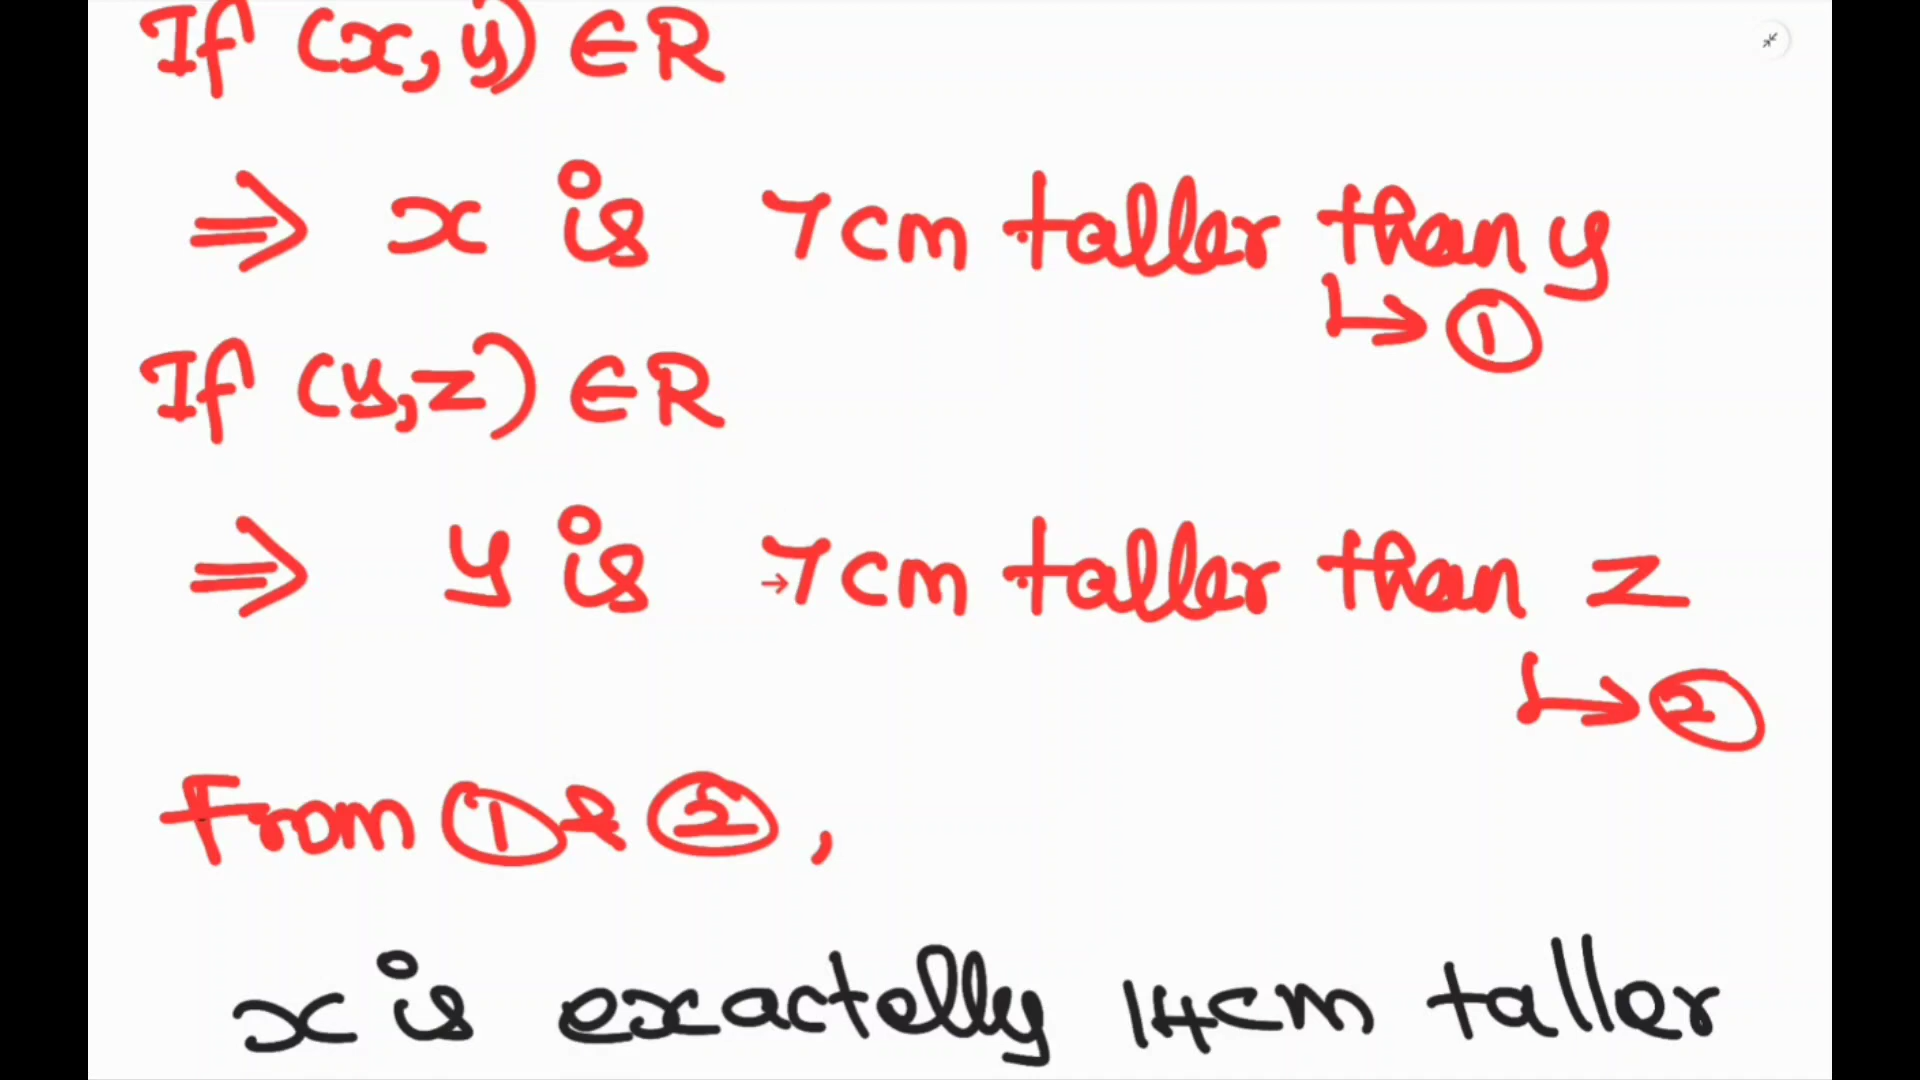 If (x,y) ∈ R
⇒ x is 7cm taller than y
↳→ ①
If (y,z) ∈ R
⇒ y is 7cm taller than z
↳→ ②
From ① & ②,
x is exactelly 14cm taller